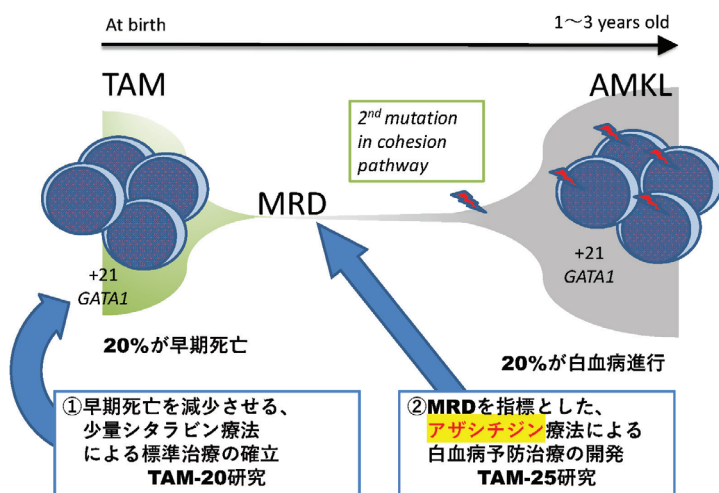 At birth
1～3 years old
TAM
AMKL
2nd mutation
in cohesion
pathway
MRD
+21
GATA1
+21
GATA1
20%が早期死亡
20%が白血病進行
①早期死亡を減少させる、
少量シタラビン療法
による標準治療の確立
TAM-20研究
②MRDを指標とした、
アザシチジン療法による
白血病予防治療の開発
TAM-25研究